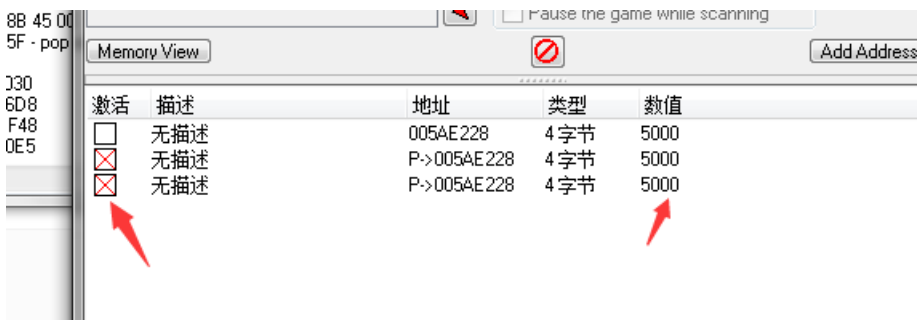 8B 45 00
5F - pop
030
6D8
F48
0E5
Pause the game while scanning
Memory View
Add Address
激活 描述 地址 类型 数值
无描述 005AE228 4字节 5000
无描述 P->005AE228 4字节 5000
无描述 P->005AE228 4字节 5000